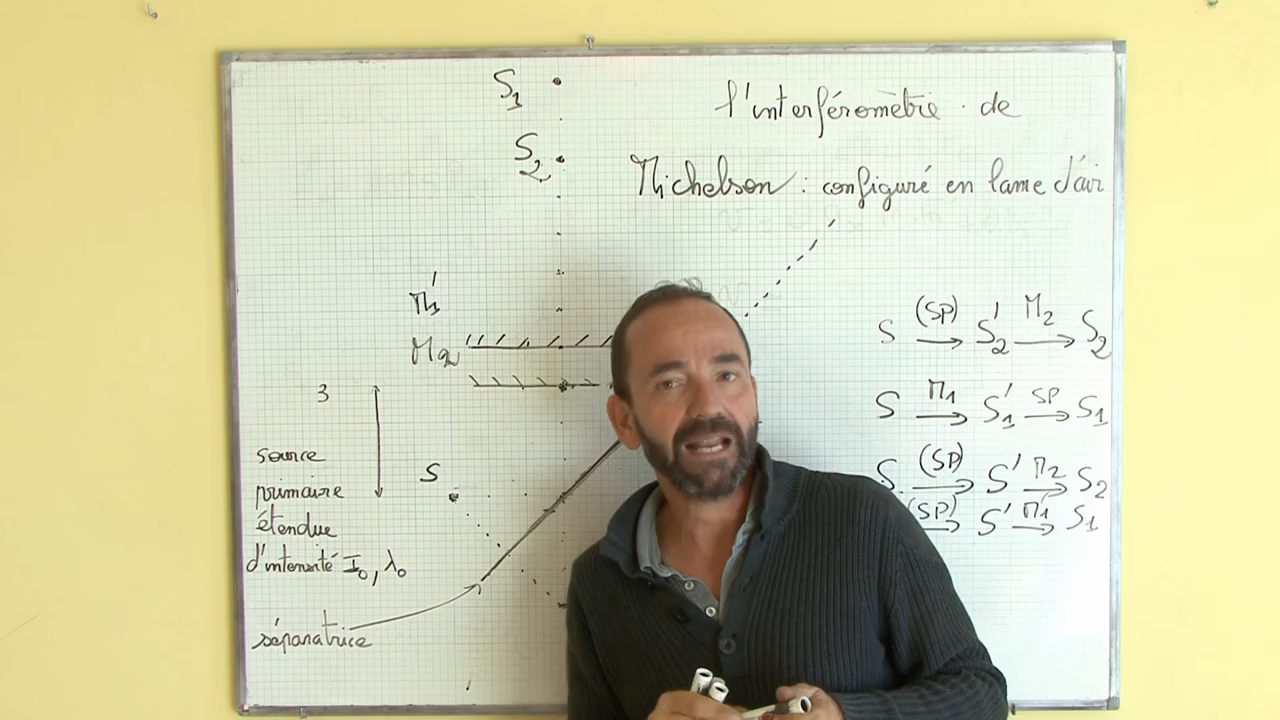 S1
S2
l'interféromètre de
Michelson : configuré en lame d'air
M'1
M2
3
S
source
primaire
étendue
d'intensité I0, λ0
séparatrice
S (SP) → S'2 M2 → S2
S M1 → S'1 SP → S1
S (SP) → S' M2 → S2
(SP) → S' M'1 → S1